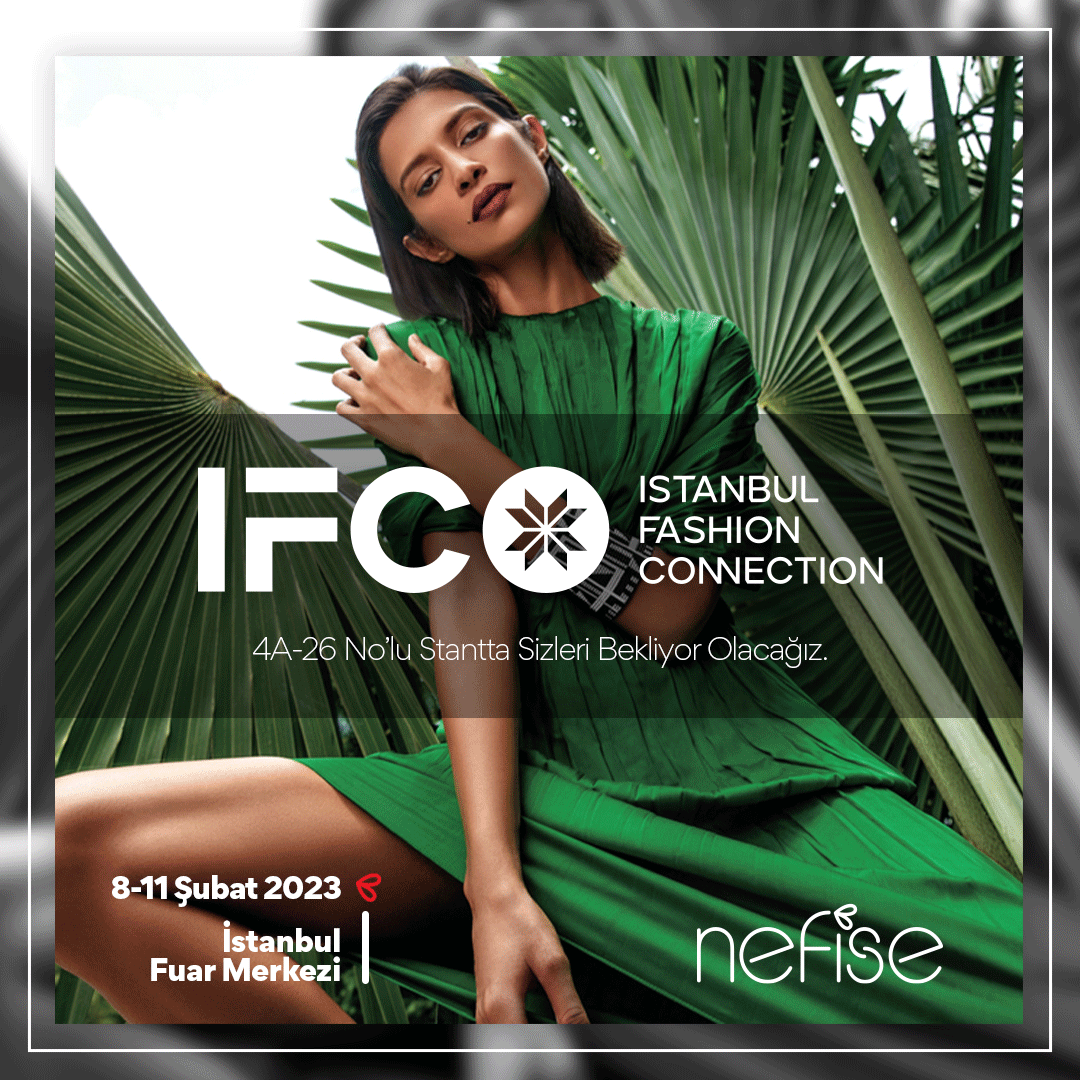 IFCO
ISTANBUL
FASHION
CONNECTION
4A-26 No'lu Stantta Sizleri Bekliyor Olacağız.
8-11 Şubat 2023
İstanbul
Fuar Merkezi
nefise